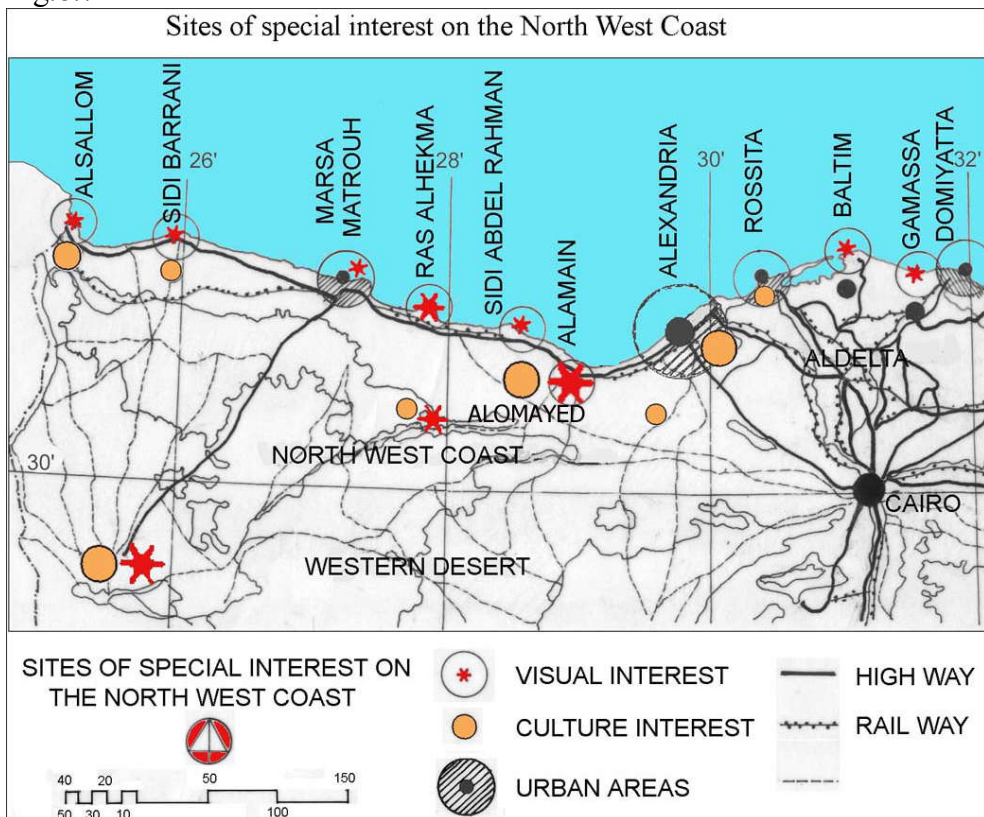 Sites of special interest on the North West Coast
ALSALLOM
SIDI BARRANI
26'
MARSA
MATROUH
RAS ALHEKMA
28'
SIDI ABDEL RAHMAN
ALAMAIN
ALEXANDRIA
30'
ROSSITA
BALTIM
GAMASSA
DOMIYATTA
32'
ALDELTA
ALOMAYED
NORTH WEST COAST
30'
CAIRO
WESTERN DESERT
SITES OF SPECIAL INTEREST ON
THE NORTH WEST COAST
40 20 50 150
50 30 10 100
VISUAL INTEREST
CULTURE INTEREST
URBAN AREAS
HIGH WAY
RAIL WAY